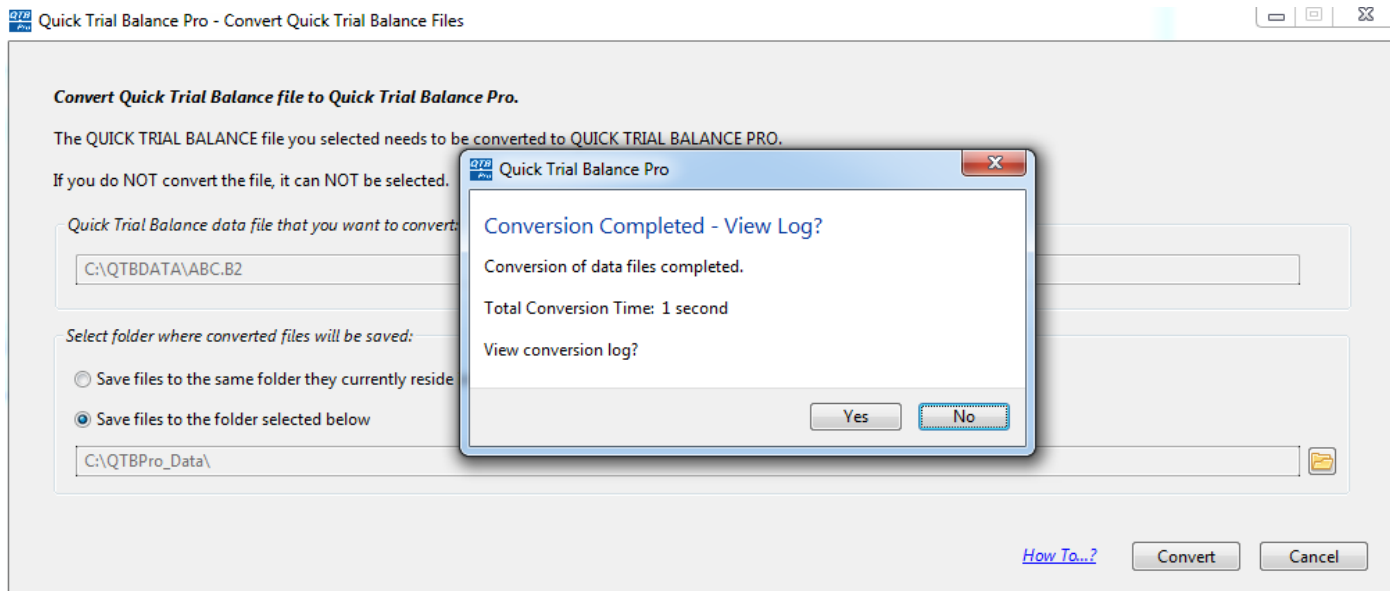 QTB Pro Quick Trial Balance Pro - Convert Quick Trial Balance Files
Convert Quick Trial Balance file to Quick Trial Balance Pro.
The QUICK TRIAL BALANCE file you selected needs to be converted to QUICK TRIAL BALANCE PRO.
If you do NOT convert the file, it can NOT be selected.
Quick Trial Balance data file that you want to convert:
C:\QTBDATA\ABC.B2
Select folder where converted files will be saved:
Save files to the same folder they currently reside
Save files to the folder selected below
C:\QTBPro_Data\
How To...?
Convert
Cancel
QTB Pro Quick Trial Balance Pro
Conversion Completed - View Log?
Conversion of data files completed.
Total Conversion Time: 1 second
View conversion log?
Yes
No